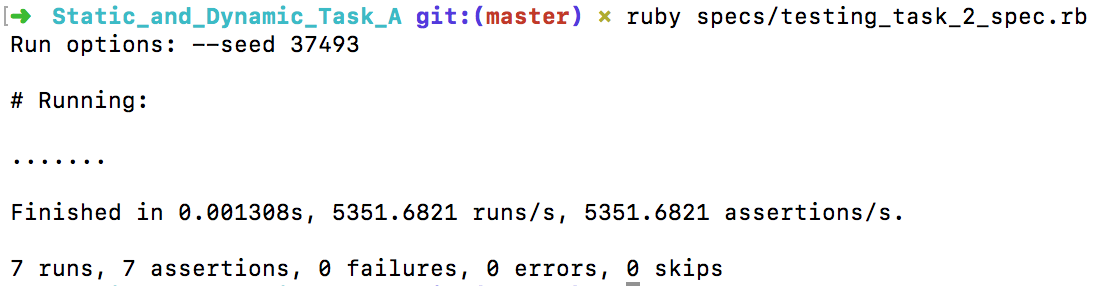 ➜ Static_and_Dynamic_Task_A git:(master) ✗ ruby specs/testing_task_2_spec.rb
Run options: --seed 37493
# Running:
.......
Finished in 0.001308s, 5351.6821 runs/s, 5351.6821 assertions/s.
7 runs, 7 assertions, 0 failures, 0 errors, 0 skips